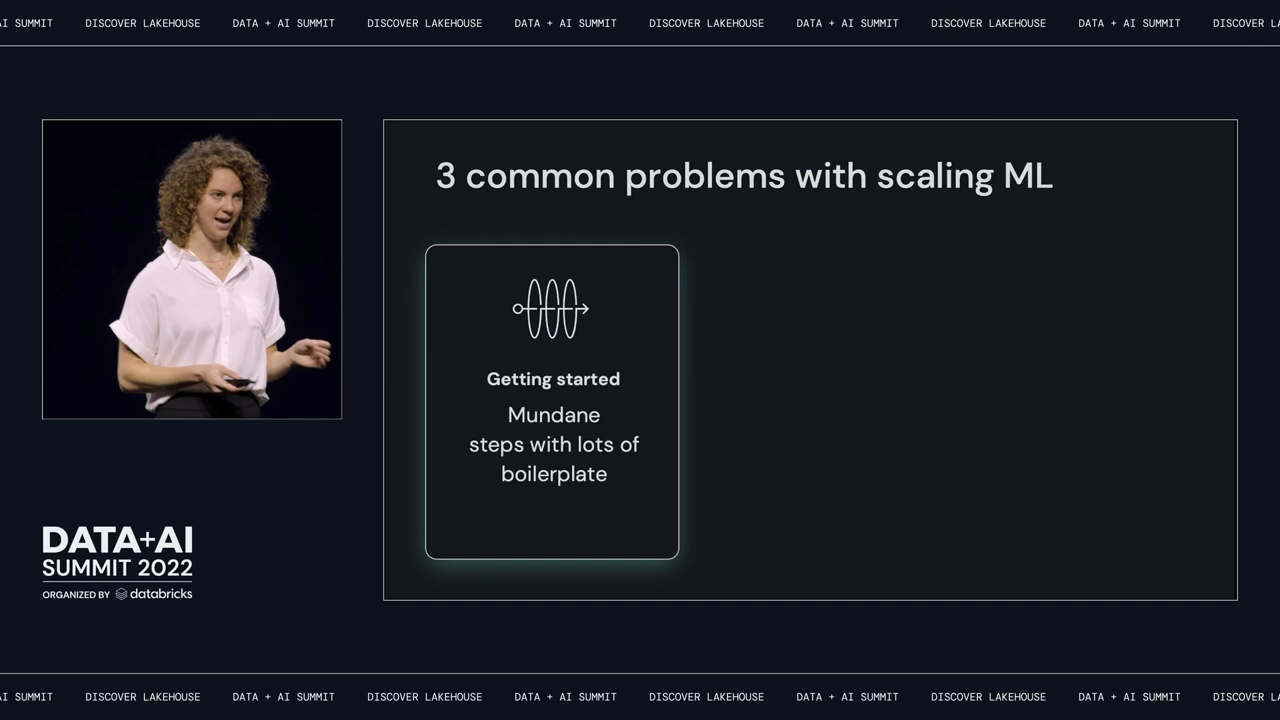 AI SUMMIT DISCOVER LAKEHOUSE DATA + AI SUMMIT DISCOVER LAKEHOUSE DATA + AI SUMMIT DISCOVER LAKEHOUSE DATA + AI SUMMIT DISCOVER LAKEHOUSE DATA + AI SUMMIT DISCOVER LA
3 common problems with scaling ML
Getting started
Mundane
steps with lots of
boilerplate
DATA+AI
SUMMIT 2022
ORGANIZED BY databricks
AI SUMMIT DISCOVER LAKEHOUSE DATA + AI SUMMIT DISCOVER LAKEHOUSE DATA + AI SUMMIT DISCOVER LAKEHOUSE DATA + AI SUMMIT DISCOVER LAKEHOUSE DATA + AI SUMMIT DISCOVER LA